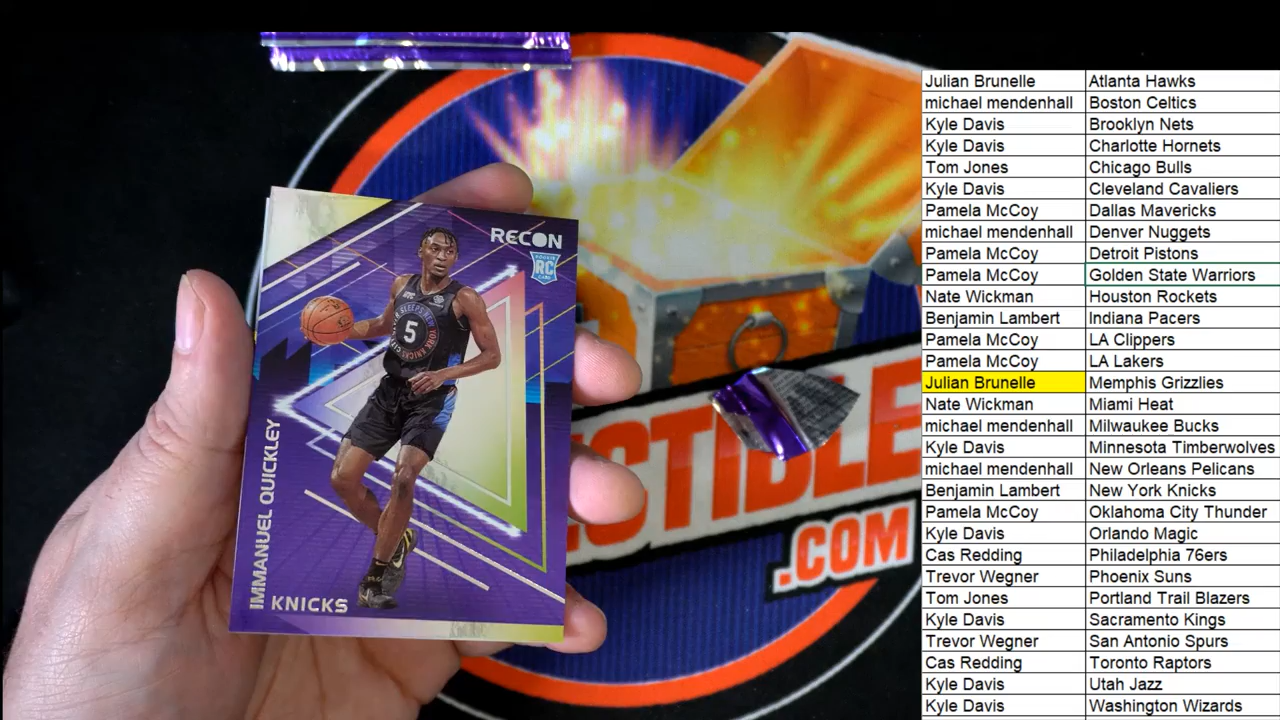 RECON
ROOKIE
RC
CARD
5
IMMANUEL QUICKLEY
KNICKS
CTIBLE
.COM
Julian Brunelle Atlanta Hawks
michael mendenhall Boston Celtics
Kyle Davis Brooklyn Nets
Kyle Davis Charlotte Hornets
Tom Jones Chicago Bulls
Kyle Davis Cleveland Cavaliers
Pamela McCoy Dallas Mavericks
michael mendenhall Denver Nuggets
Pamela McCoy Detroit Pistons
Pamela McCoy Golden State Warriors
Nate Wickman Houston Rockets
Benjamin Lambert Indiana Pacers
Pamela McCoy LA Clippers
Pamela McCoy LA Lakers
Julian Brunelle Memphis Grizzlies
Nate Wickman Miami Heat
michael mendenhall Milwaukee Bucks
Kyle Davis Minnesota Timberwolves
michael mendenhall New Orleans Pelicans
Benjamin Lambert New York Knicks
Pamela McCoy Oklahoma City Thunder
Kyle Davis Orlando Magic
Cas Redding Philadelphia 76ers
Trevor Wegner Phoenix Suns
Tom Jones Portland Trail Blazers
Kyle Davis Sacramento Kings
Trevor Wegner San Antonio Spurs
Cas Redding Toronto Raptors
Kyle Davis Utah Jazz
Kyle Davis Washington Wizards